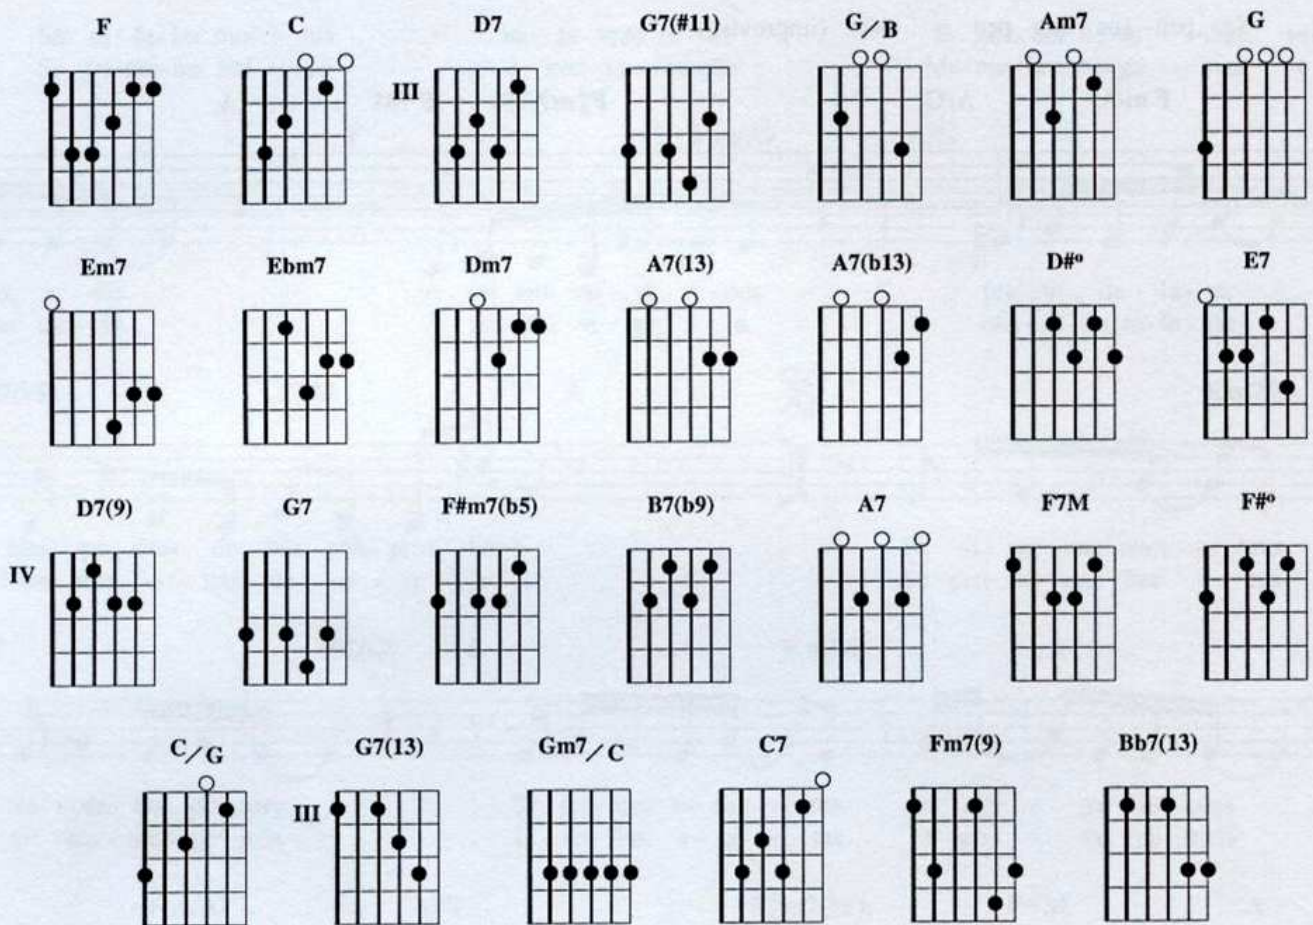 F C D7 G7(#11) G/B Am7 G
III
Em7 Ebm7 Dm7 A7(13) A7(b13) D#º E7
D7(9) G7 F#m7(b5) B7(b9) A7 F7M F#º
IV
C/G G7(13) Gm7/C C7 Fm7(9) Bb7(13)
III